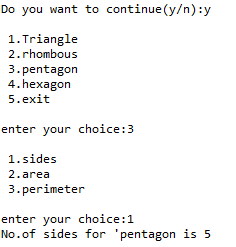 Do you want to continue(y/n):y
1.Triangle
2.rhombous
3.pentagon
4.hexagon
5.exit
enter your choice:3
1.sides
2.area
3.perimeter
enter your choice:1
No.of sides for 'pentagon is 5